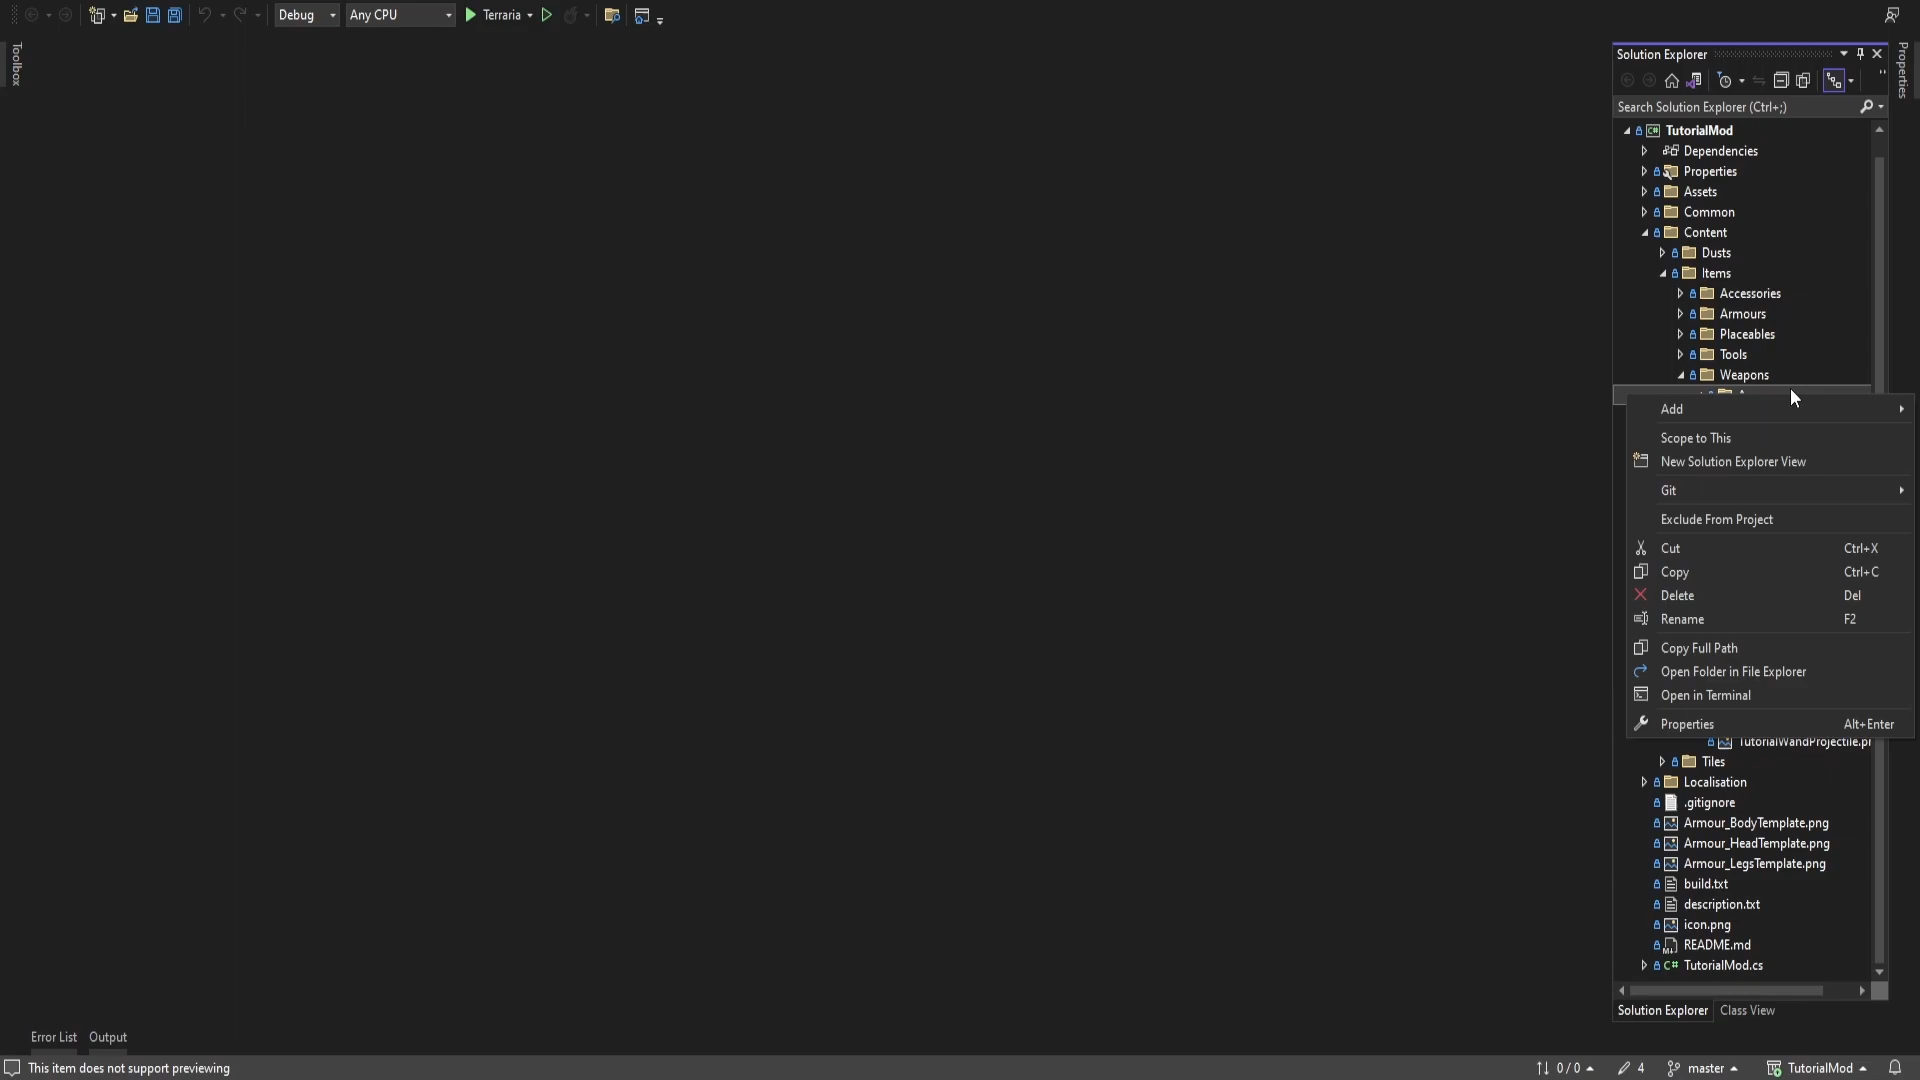 Debug
Any CPU
Terraria
Toolbox
Properties
Solution Explorer
Search Solution Explorer (Ctrl+;)
TutorialMod
Dependencies
Properties
Assets
Common
Content
Dusts
Items
Accessories
Armours
Placeables
Tools
Weapons
Add
Scope to This
New Solution Explorer View
Git
Exclude From Project
Cut Ctrl+X
Copy Ctrl+C
Delete Del
Rename F2
Copy Full Path
Open Folder in File Explorer
Open in Terminal
Properties Alt+Enter
TutorialWandProjectile.pr
Tiles
Localisation
.gitignore
Armour_BodyTemplate.png
Armour_HeadTemplate.png
Armour_LegsTemplate.png
build.txt
description.txt
icon.png
README.md
C# TutorialMod.cs
Solution Explorer Class View
Error List Output
This item does not support previewing
0 / 0 4 master TutorialMod